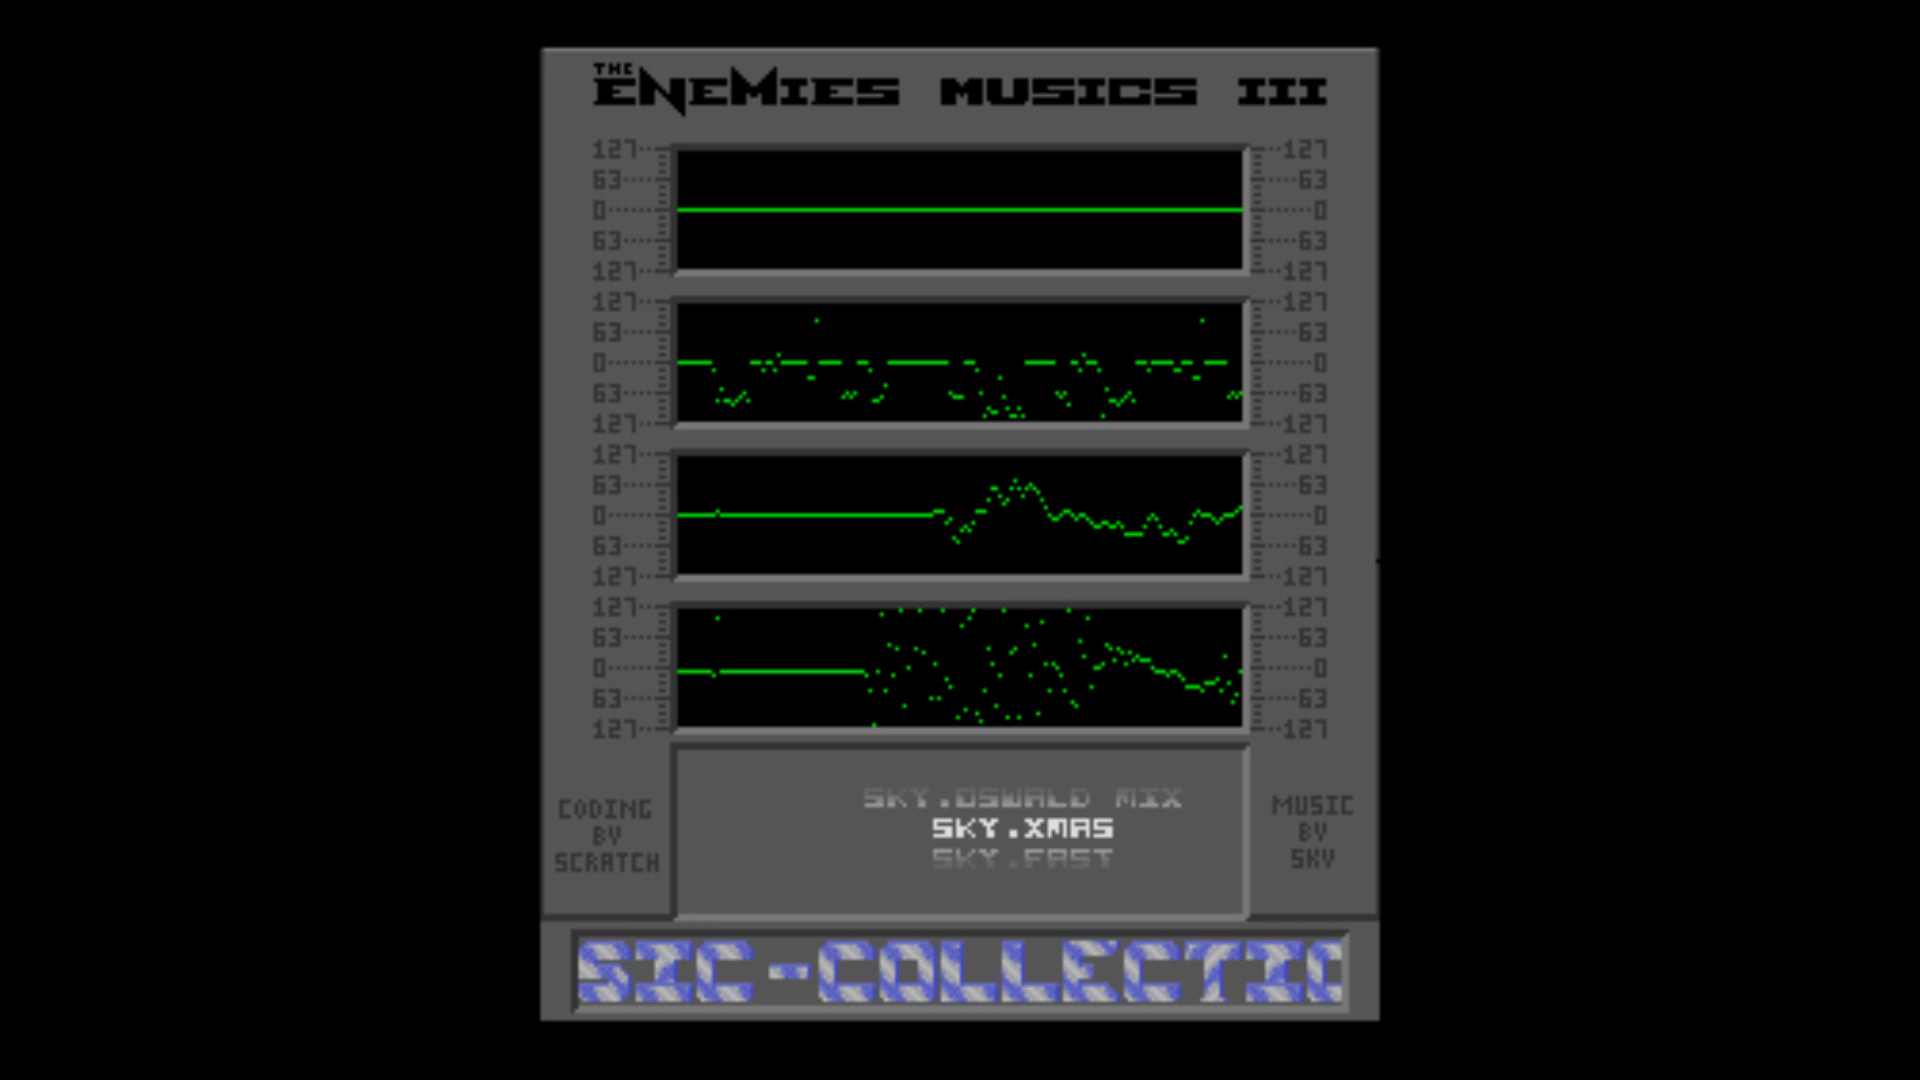 THE
ENEMIES MUSICS III
127 127
63 63
0 0
63 63
127 127
127 127
63 63
0 0
63 63
127 127
127 127
63 63
0 0
63 63
127 127
127 127
63 63
0 0
63 63
127 127
CODING
BY
SCRATCH
SKY.OSWALD MIX
SKY.XMAS
SKY.FAST
MUSIC
BY
SKY
SIC-COLLECTIO